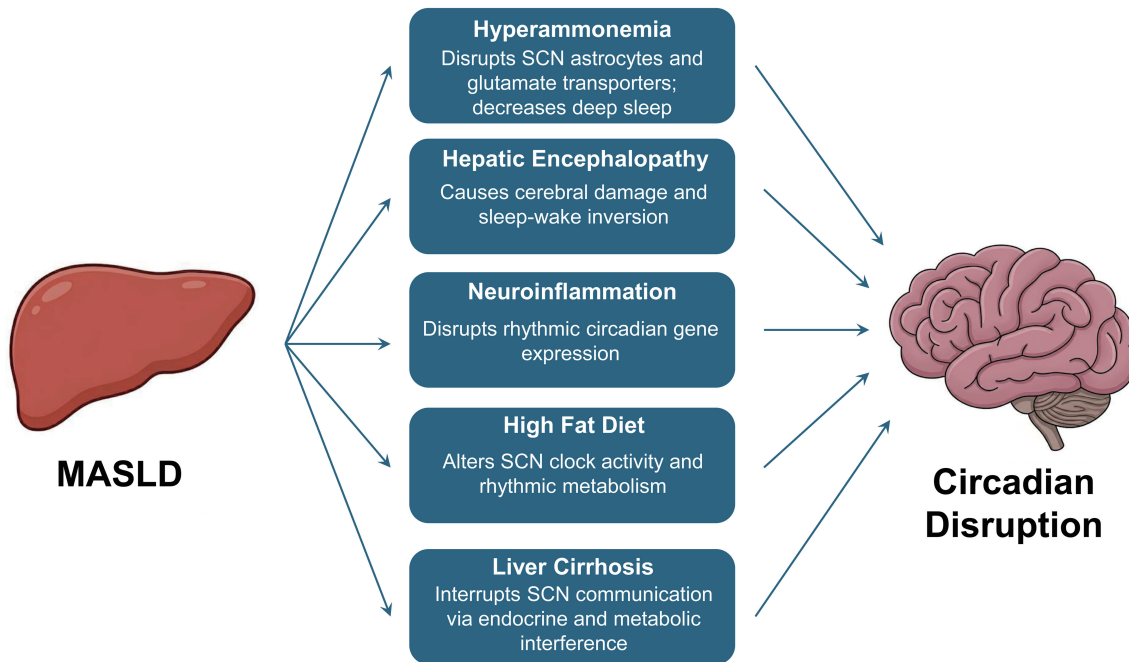 Hyperammonemia
Disrupts SCN astrocytes and
glutamate transporters;
decreases deep sleep
Hepatic Encephalopathy
Causes cerebral damage and
sleep-wake inversion
Neuroinflammation
Disrupts rhythmic circadian gene
expression
High Fat Diet
Alters SCN clock activity and
rhythmic metabolism
Liver Cirrhosis
Interrupts SCN communication
via endocrine and metabolic
interference
MASLD
Circadian
Disruption